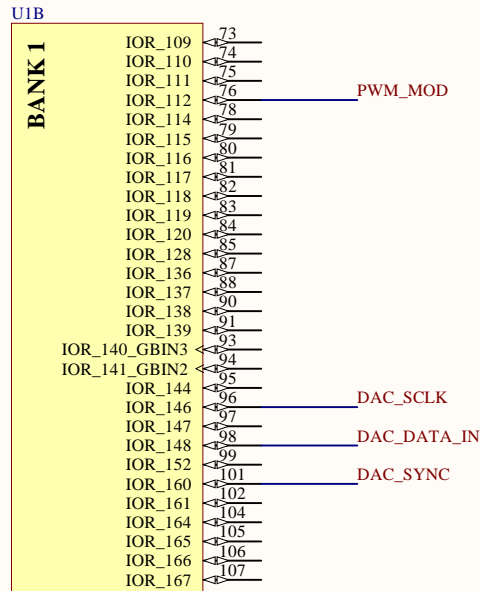 U1B
BANK 1
IOR_109 73
IOR_110 74
IOR_111 75
IOR_112 76 PWM_MOD
IOR_114 78
IOR_115 79
IOR_116 80
IOR_117 81
IOR_118 82
IOR_119 83
IOR_120 84
IOR_128 85
IOR_136 87
IOR_137 88
IOR_138 90
IOR_139 91
IOR_140_GBIN3 93
IOR_141_GBIN2 94
IOR_144 95
IOR_146 96 DAC_SCLK
IOR_147 97
IOR_148 98 DAC_DATA_IN
IOR_152 99
IOR_160 101 DAC_SYNC
IOR_161 102
IOR_164 104
IOR_165 105
IOR_166 106
IOR_167 107